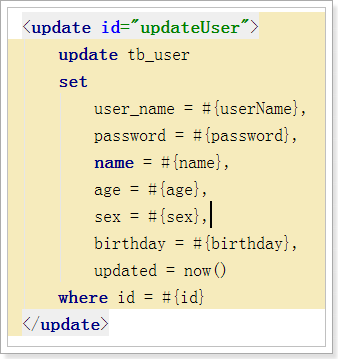 <update id="updateUser">
update tb_user
set
user_name = #{userName},
password = #{password},
name = #{name},
age = #{age},
sex = #{sex},
birthday = #{birthday},
updated = now()
where id = #{id}
</update>